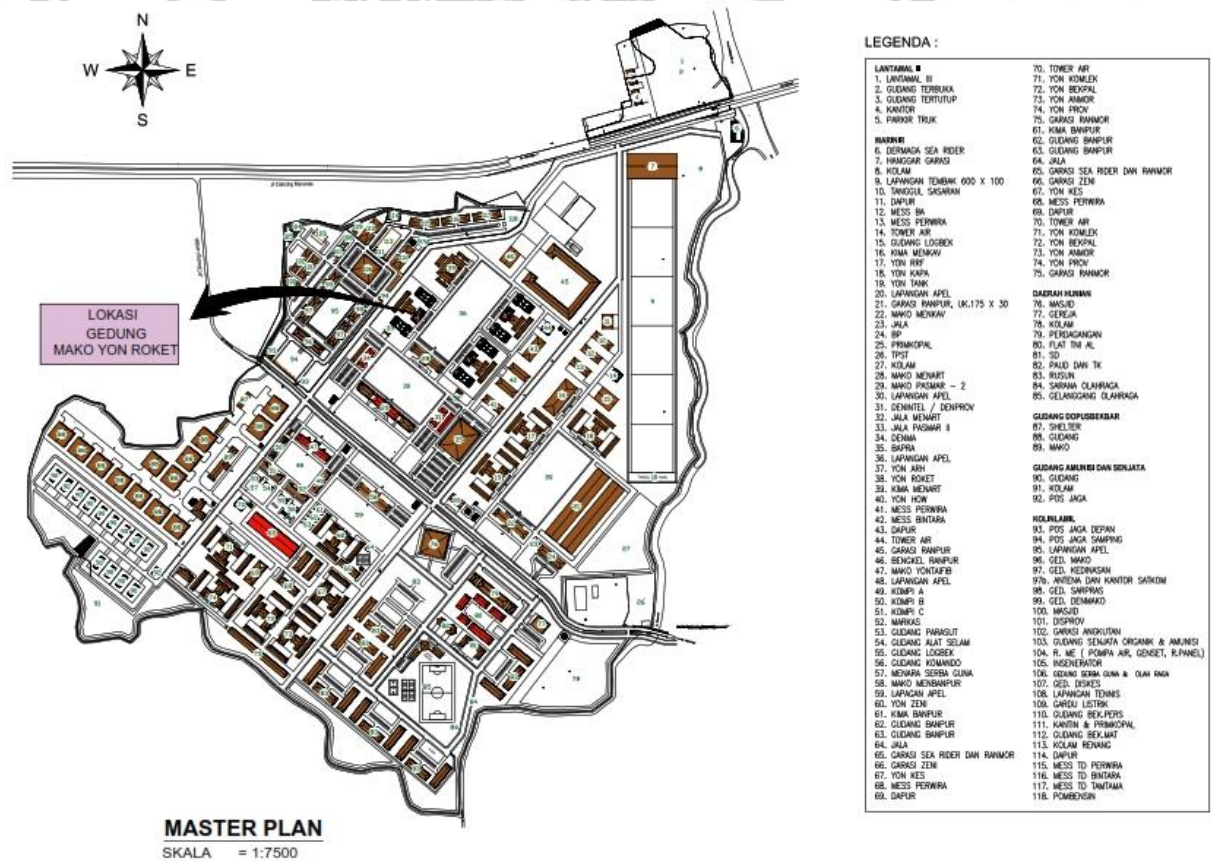 N
W E
S
LEGENDA :
LANTAMAL III
1. LANTAMAL III
2. GUDANG TERBUKA
3. GUDANG TERTUTUP
4. KANTOR
5. PARKIR TRUK
MARINIR
6. DERMAGA SEA RIDER
7. HANGGAR GARASI
8. KOLAM
9. LAPANGAN TEMBAK 600 X 100
10. TANGGUL SASARAN
11. DAPUR
12. MESS BA
13. MESS PERWIRA
14. TOWER AIR
15. GUDANG LOGBEK
16. KIMA MENKAV
17. YON RRF
18. YON KAPA
19. YON TANK
20. LAPANGAN APEL
21. GARASI RANPUR, UK.175 X 30
22. MAKO MENKAV
23. JALA
24. BP
25. PRIMKOPAL
26. TPST
27. KOLAM
28. MAKO MENART
29. MAKO PASMAR - 2
30. LAPANGAN APEL
31. DENINTEL / DENPROV
32. JALA MENART
33. JALA PASMAR II
34. DENMA
35. BAPRA
36. LAPANGAN APEL
37. YON ARH
38. YON ROKET
39. KIMA MENART
40. YON HOW
41. MESS PERWIRA
42. MESS BINTARA
43. DAPUR
44. TOWER AIR
45. GARASI RANPUR
46. BENGKEL RANPUR
47. MAKO YONTAIFIB
48. LAPANGAN APEL
49. KOMPI A
50. KOMPI B
51. KOMPI C
52. MARKAS
53. GUDANG PARASUT
54. GUDANG ALAT SELAM
55. GUDANG LOGBEK
56. GUDANG KOMANDO
57. MENARA SERBA GUNA
58. MAKO MENBANPUR
59. LAPAGAN APEL
60. YON ZENI
61. KIMA BANPUR
62. GUDANG BANPUR
63. GUDANG BANPUR
64. JALA
65. GARASI SEA RIDER DAN RANMOR
66. GARASI ZENI
67. YON KES
68. MESS PERWIRA
69. DAPUR
70. TOWER AIR
71. YON KOMLEK
72. YON BEKPAL
73. YON ANMOR
74. YON PROV
75. GARASI RANMOR
61. KIMA BANPUR
62. GUDANG BANPUR
63. GUDANG BANPUR
64. JALA
65. GARASI SEA RIDER DAN RANMOR
66. GARASI ZENI
67. YON KES
68. MESS PERWIRA
69. DAPUR
70. TOWER AIR
71. YON KOMLEK
72. YON BEKPAL
73. YON ANMOR
74. YON PROV
75. GARASI RANMOR
DAERAH HUNIAN
76. MASJID
77. GEREJA
78. KOLAM
79. PERDAGANGAN
80. FLAT TNI AL
81. SD
82. PAUD DAN TK
83. RUSUN
84. SARANA OLAHRAGA
85. GELANGGANG OLAHRAGA
GUDANG DOPUSBEKBAR
87. SHELTER
88. GUDANG
89. MAKO
GUDANG AMUNISI DAN SENJATA
90. GUDANG
91. KOLAM
92. POS JAGA
KOLINLAMIL
93. POS JAGA DEPAN
94. POS JAGA SAMPING
95. LAPANGAN APEL
96. GED. MAKO
97. GED. KEDINASAN
97b. ANTENA DAN KANTOR SATKOM
98. GED. SARPRAS
99. GED. DENMAKO
100. MASJID
101. DISPROV
102. GARASI ANGKUTAN
103. GUDANG SENJATA ORGANIK & AMUNISI
104. R. ME ( POMPA AIR, GENSET, R.PANEL)
105. INSENERATOR
106. GEDUNG SERBA GUNA & OLAH RAGA
107. GED. DISKES
108. LAPANGAN TENNIS
109. GARDU LISTRIK
110. GUDANG BEK.PERS
111. KANTIN & PRIMKOPAL
112. GUDANG BEK.MAT
113. KOLAM RENANG
114. DAPUR
115. MESS TD PERWIRA
116. MESS TD BINTARA
117. MESS TD TAMTAMA
118. POMBENSIN
LOKASI
GEDUNG
MAKO YON ROKET
MASTER PLAN
SKALA = 1:7500